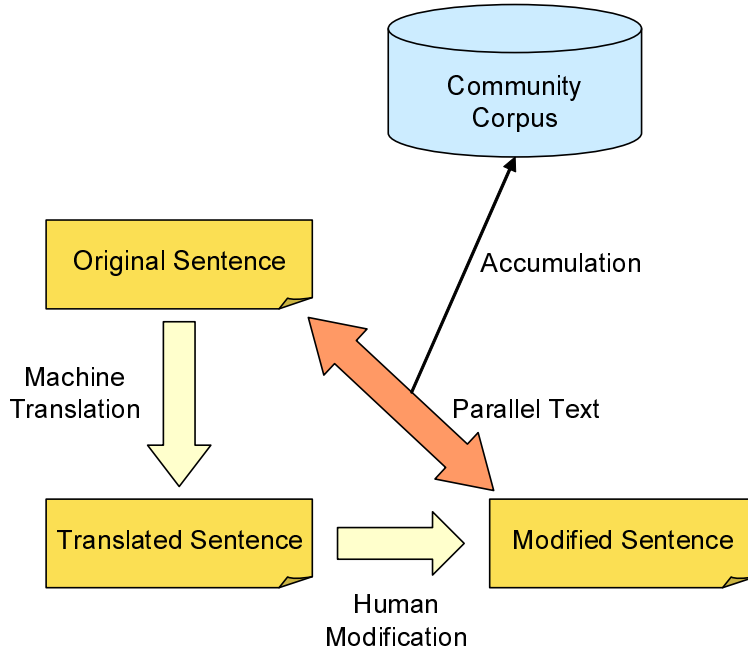 Community
Corpus
Original Sentence
Accumulation
Machine
Translation
Parallel Text
Translated Sentence
Modified Sentence
Human
Modification